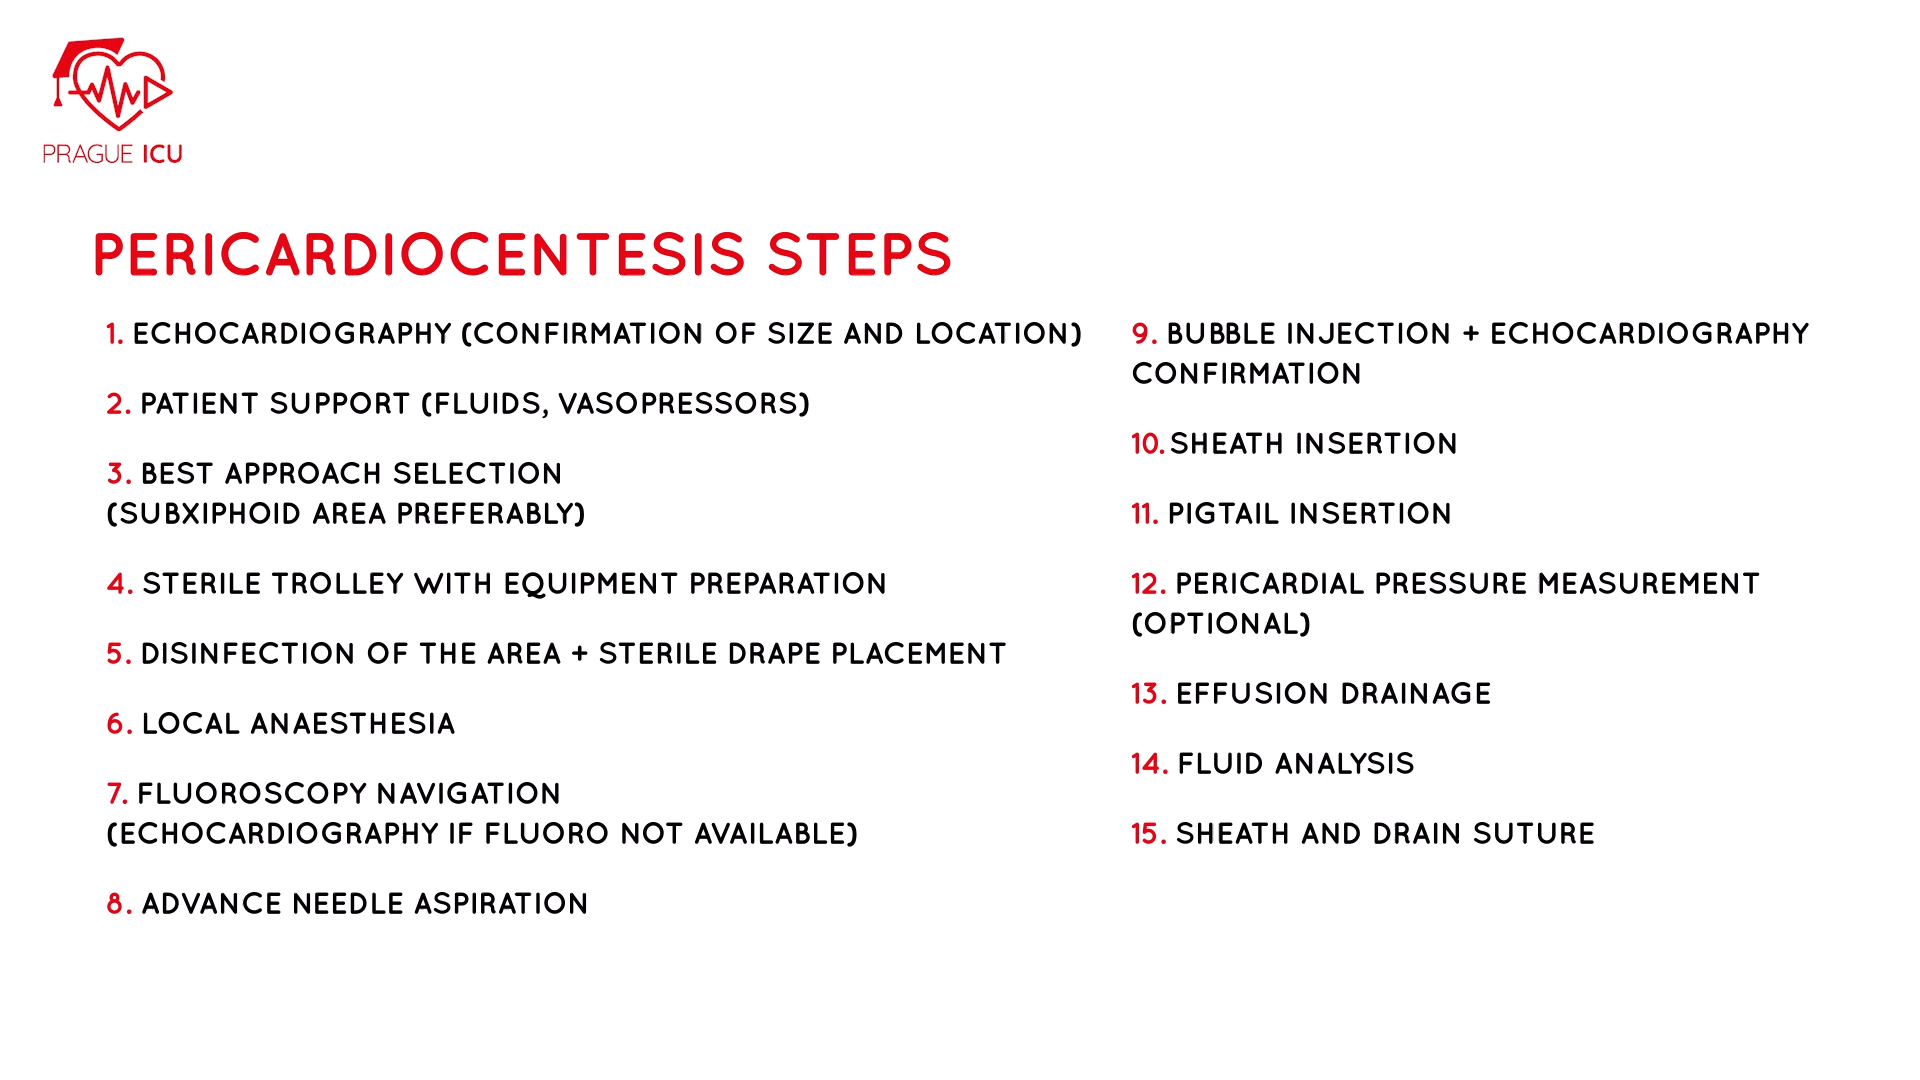 PRAGUE ICU
PERICARDIOCENTESIS STEPS
1. ECHOCARDIOGRAPHY (CONFIRMATION OF SIZE AND LOCATION)
2. PATIENT SUPPORT (FLUIDS, VASOPRESSORS)
3. BEST APPROACH SELECTION
(SUBXIPHOID AREA PREFERABLY)
4. STERILE TROLLEY WITH EQUIPMENT PREPARATION
5. DISINFECTION OF THE AREA + STERILE DRAPE PLACEMENT
6. LOCAL ANAESTHESIA
7. FLUOROSCOPY NAVIGATION
(ECHOCARDIOGRAPHY IF FLUORO NOT AVAILABLE)
8. ADVANCE NEEDLE ASPIRATION
9. BUBBLE INJECTION + ECHOCARDIOGRAPHY
CONFIRMATION
10. SHEATH INSERTION
11. PIGTAIL INSERTION
12. PERICARDIAL PRESSURE MEASUREMENT
(OPTIONAL)
13. EFFUSION DRAINAGE
14. FLUID ANALYSIS
15. SHEATH AND DRAIN SUTURE